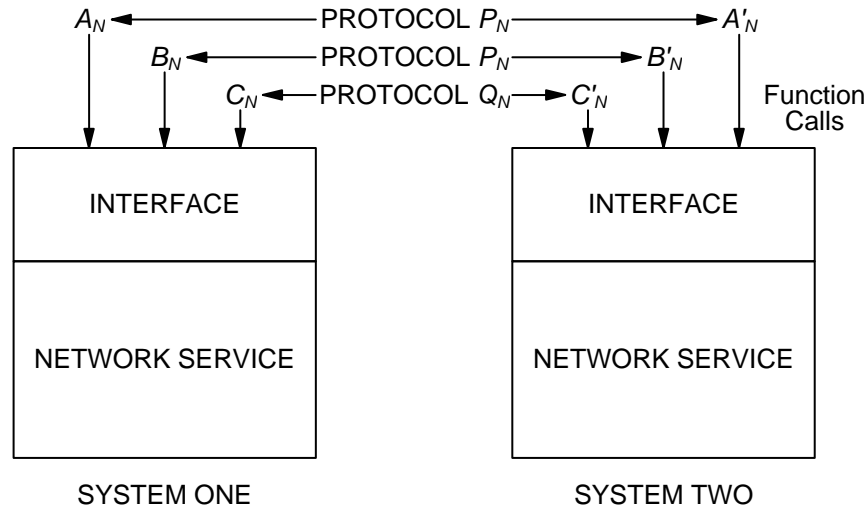 A_N PROTOCOL P_N A'_N
B_N PROTOCOL P_N B'_N
C_N PROTOCOL Q_N C'_N
Function
Calls
INTERFACE INTERFACE
NETWORK SERVICE NETWORK SERVICE
SYSTEM ONE SYSTEM TWO